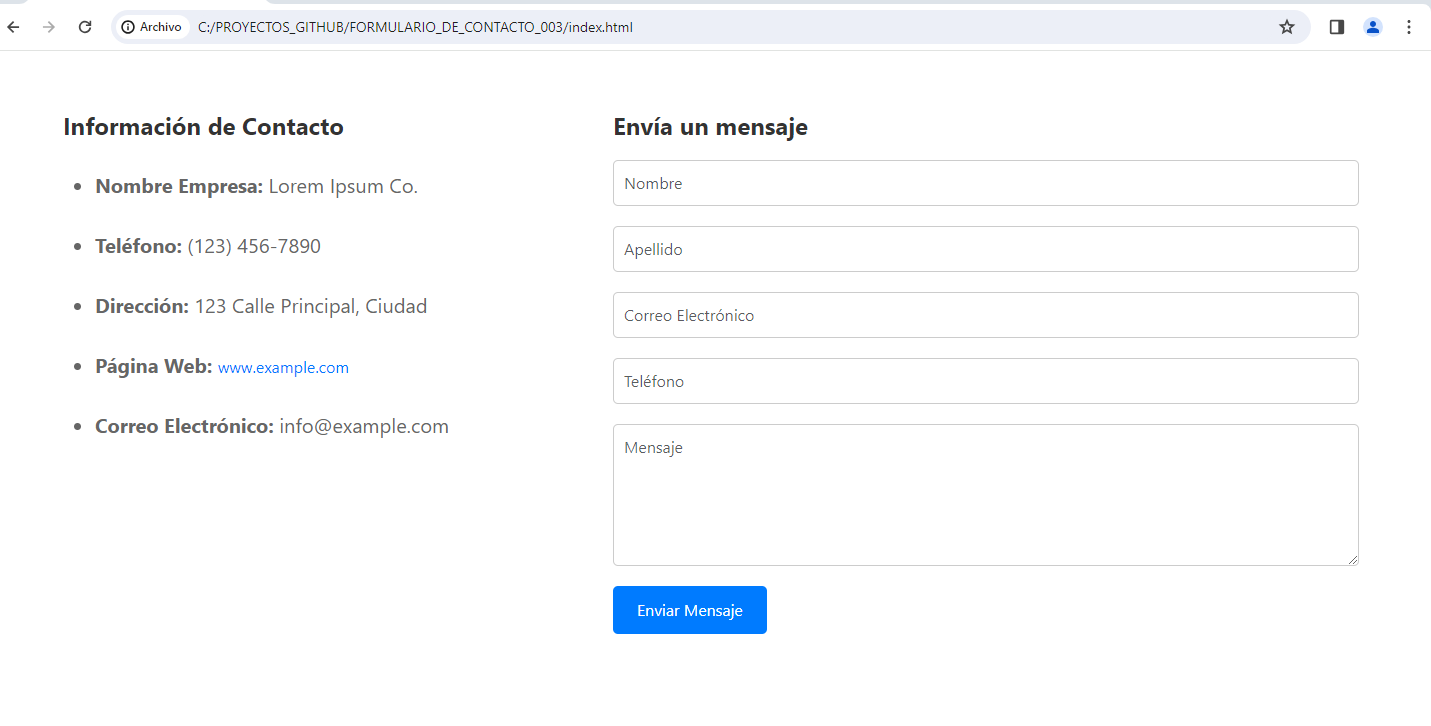 Archivo C:/PROYECTOS_GITHUB/FORMULARIO_DE_CONTACTO_003/index.html
Información de Contacto
Nombre Empresa: Lorem Ipsum Co.
Teléfono: (123) 456-7890
Dirección: 123 Calle Principal, Ciudad
Página Web: www.example.com
Correo Electrónico: info@example.com
Envía un mensaje
Nombre
Apellido
Correo Electrónico
Teléfono
Mensaje
Enviar Mensaje